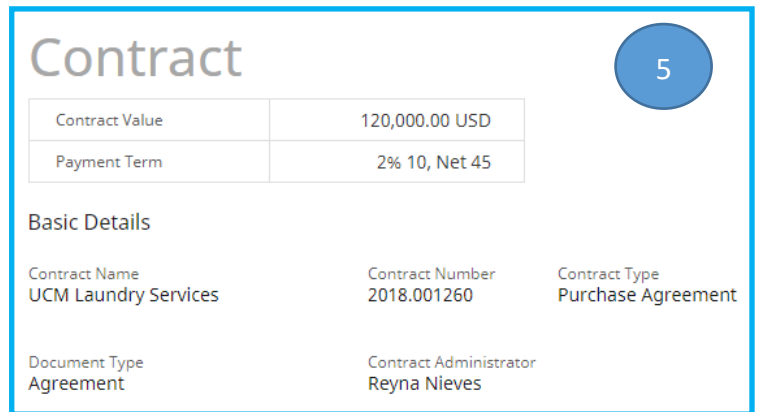 Contract
5
Contract Value 120,000.00 USD
Payment Term 2% 10, Net 45
Basic Details
Contract Name Contract Number Contract Type
UCM Laundry Services 2018.001260 Purchase Agreement
Document Type Contract Administrator
Agreement Reyna Nieves